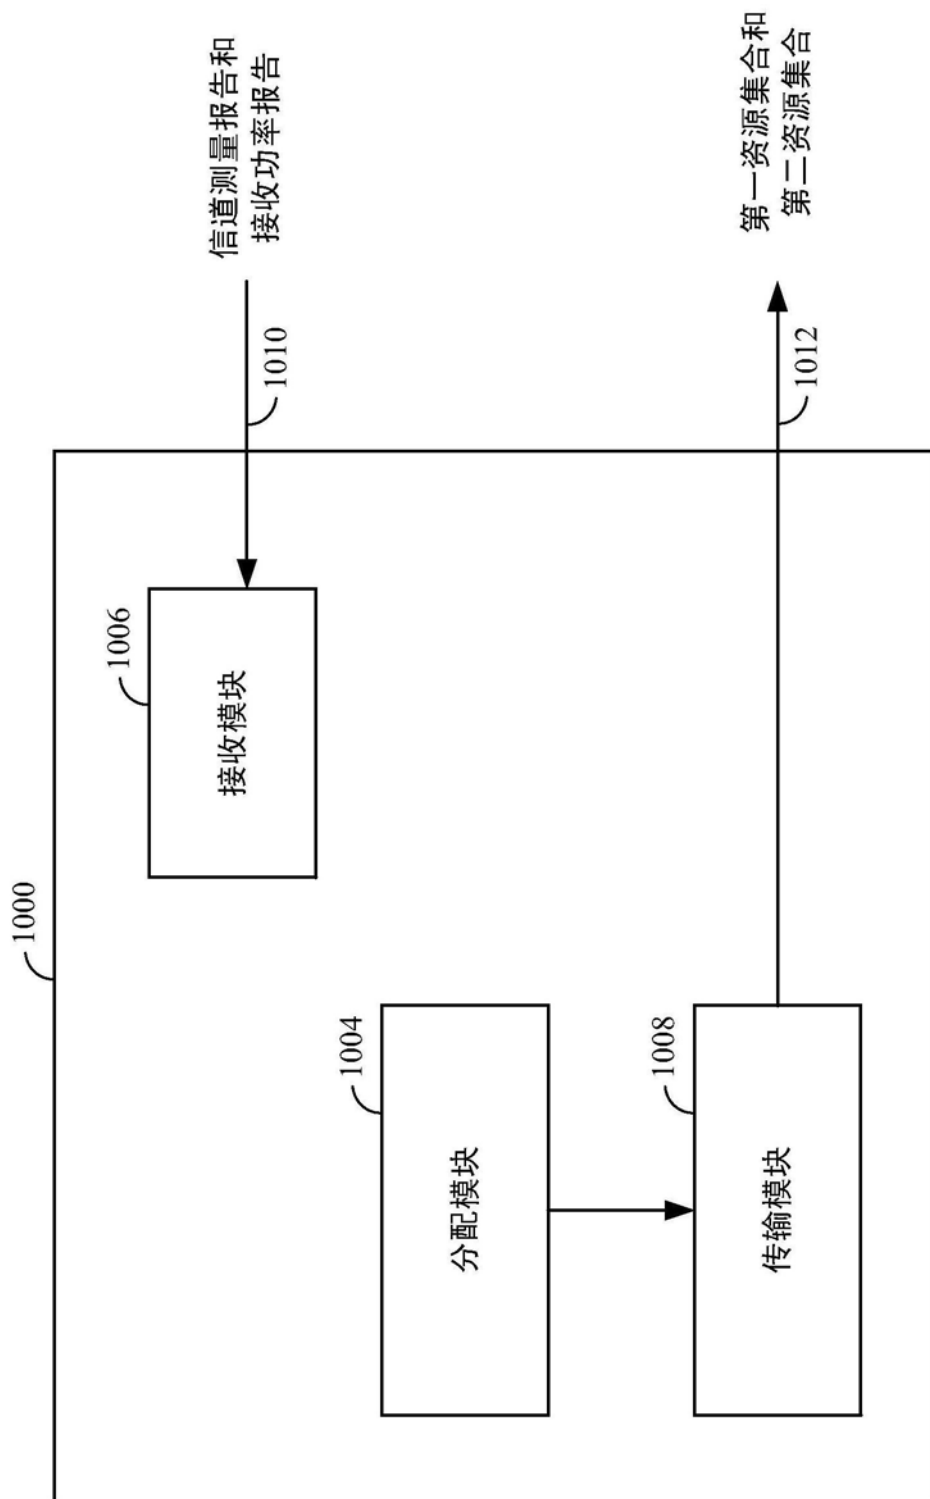 1000
1006
接收模块
信道测量报告和
接收功率报告
1010
1004
分配模块
1008
传输模块
第一资源集合和
第二资源集合
1012